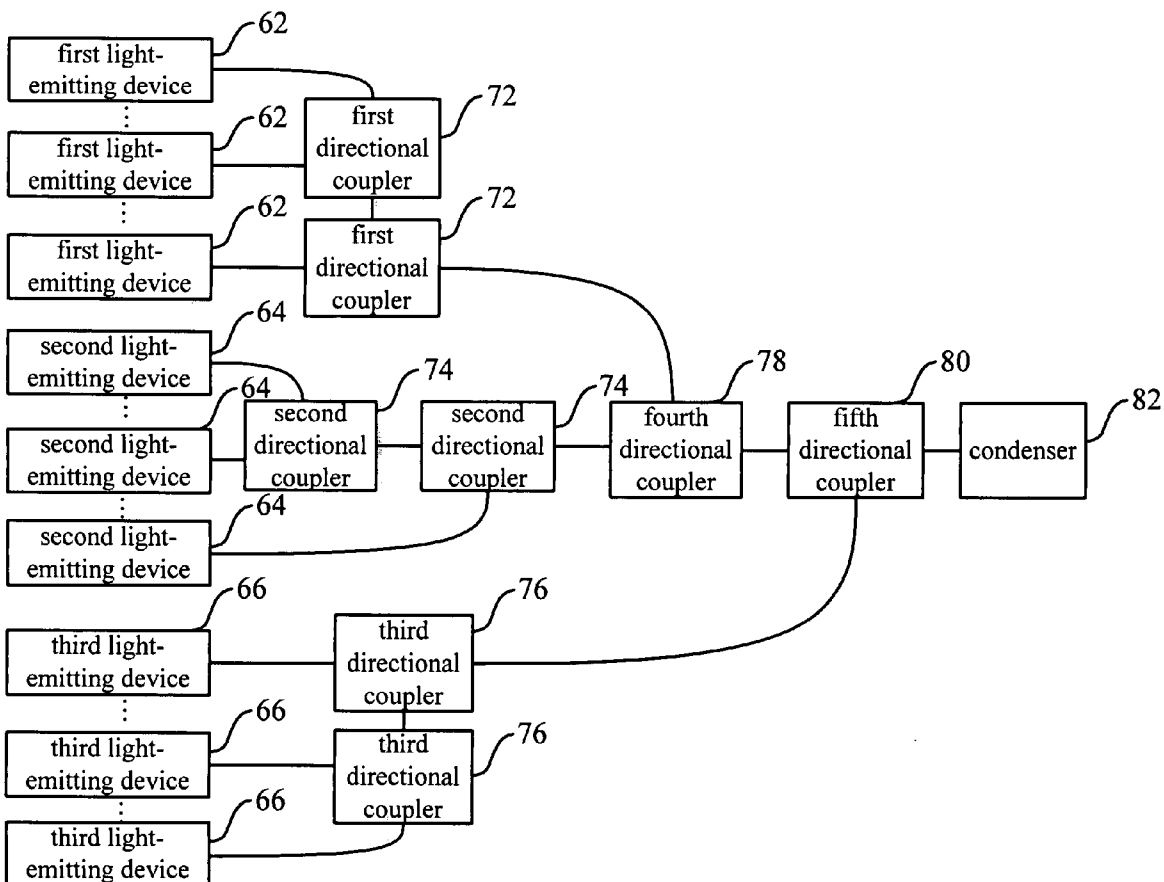 62
first light-
emitting device
62
first light-
emitting device
62
first light-
emitting device
72
first
directional
coupler
72
first
directional
coupler
64
second light-
emitting device
64
second light-
emitting device
64
second light-
emitting device
74
second
directional
coupler
74
second
directional
coupler
78
fourth
directional
coupler
80
fifth
directional
coupler
82
condenser
66
third light-
emitting device
66
third light-
emitting device
66
third light-
emitting device
76
third
directional
coupler
76
third
directional
coupler